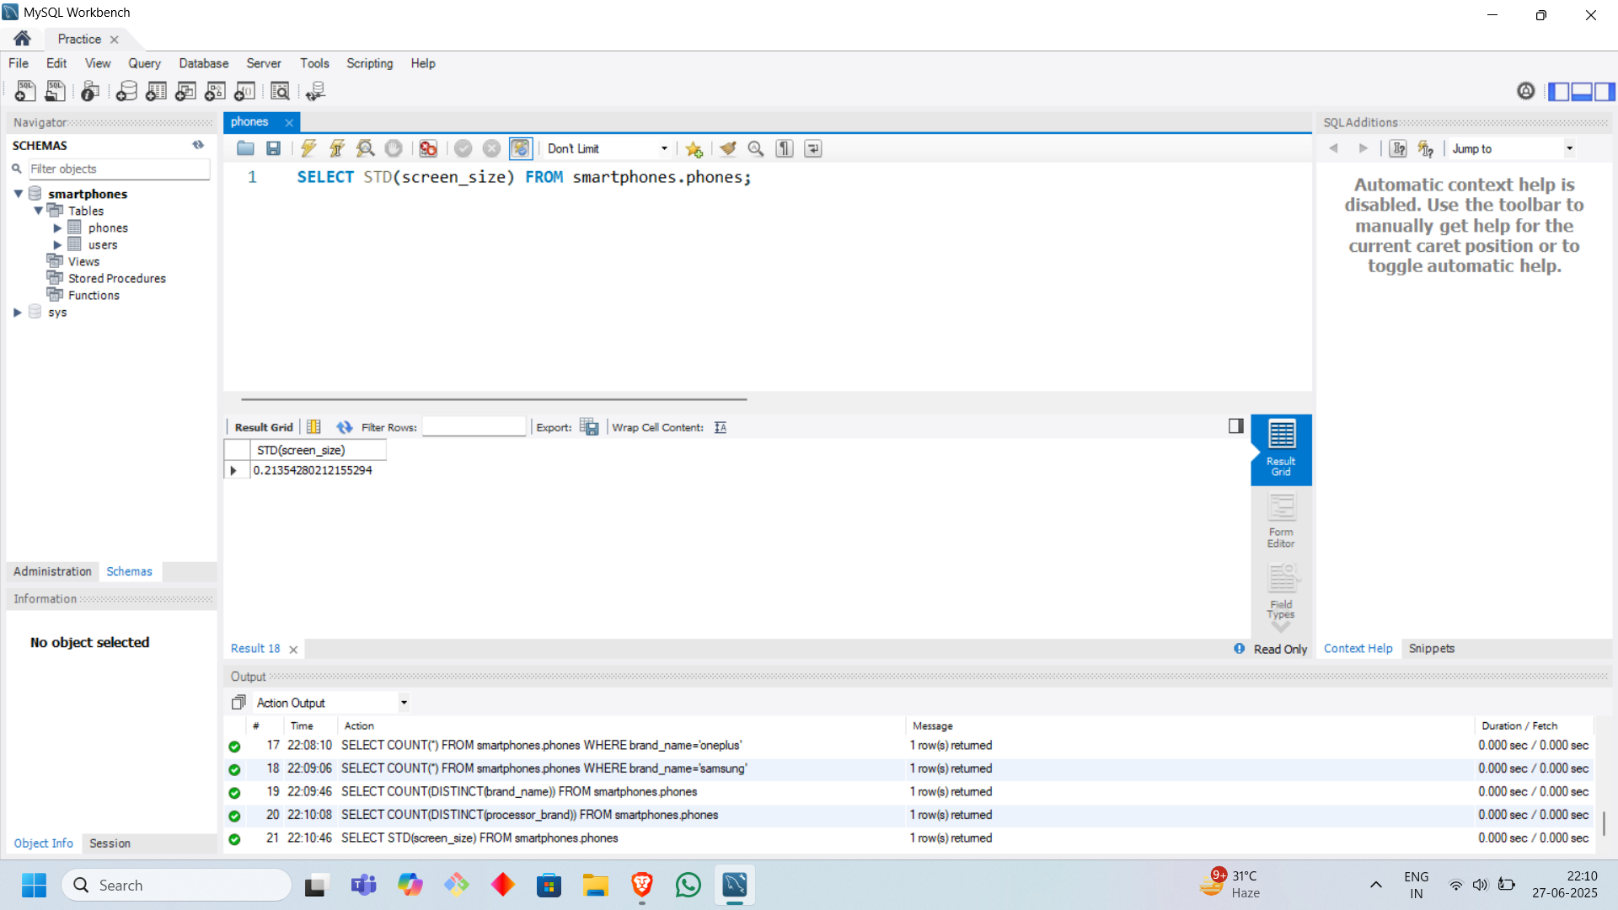 MySQL Workbench
Practice
File Edit View Query Database Server Tools Scripting Help
Navigator
SCHEMAS
Filter objects
smartphones
Tables
phones
users
Views
Stored Procedures
Functions
sys
Administration Schemas
Information
No object selected
Object Info Session
phones
Don't Limit
1 SELECT STD(screen_size) FROM smartphones.phones;
Result Grid Filter Rows: Export: Wrap Cell Content:
STD(screen_size)
0.21354280212155294
Result
Grid
Form
Editor
Field
Types
Result 18
Read Only
SQLAdditions
Jump to
Automatic context help is
disabled. Use the toolbar to
manually get help for the
current caret position or to
toggle automatic help.
Context Help Snippets
Output
Action Output
# Time Action Message Duration / Fetch
17 22:08:10 SELECT COUNT(*) FROM smartphones.phones WHERE brand_name='oneplus' 1 row(s) returned 0.000 sec / 0.000 sec
18 22:09:06 SELECT COUNT(*) FROM smartphones.phones WHERE brand_name='samsung' 1 row(s) returned 0.000 sec / 0.000 sec
19 22:09:46 SELECT COUNT(DISTINCT(brand_name)) FROM smartphones.phones 1 row(s) returned 0.000 sec / 0.000 sec
20 22:10:08 SELECT COUNT(DISTINCT(processor_brand)) FROM smartphones.phones 1 row(s) returned 0.000 sec / 0.000 sec
21 22:10:46 SELECT STD(screen_size) FROM smartphones.phones 1 row(s) returned 0.000 sec / 0.000 sec
Search
9+
31°C
Haze
ENG
IN
22:10
27-06-2025